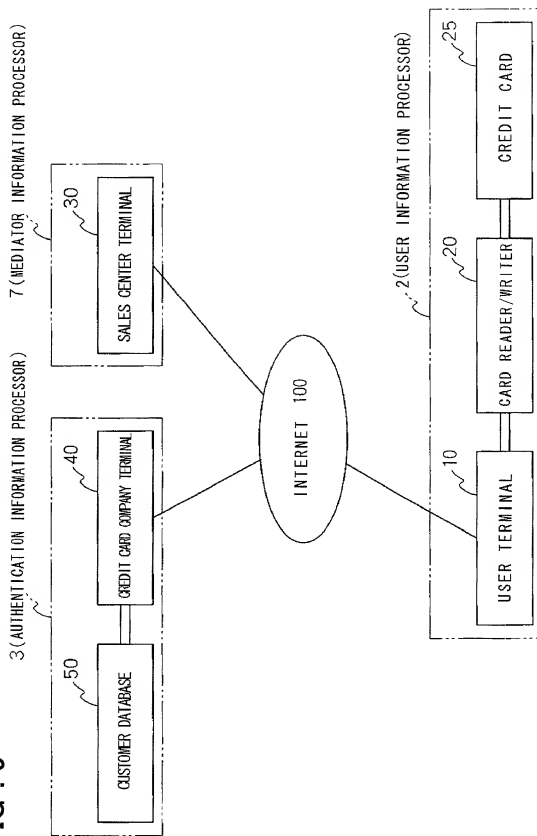 3(AUTHENTICATION INFORMATION PROCESSOR)
7(MEDIATOR INFORMATION PROCESSOR)
50
40
30
CUSTOMER DATABASE
CREDIT CARD COMPANY TERMINAL
SALES CENTER TERMINAL
INTERNET 100
2(USER INFORMATION PROCESSOR)
10
20
25
USER TERMINAL
CARD READER/WRITER
CREDIT CARD